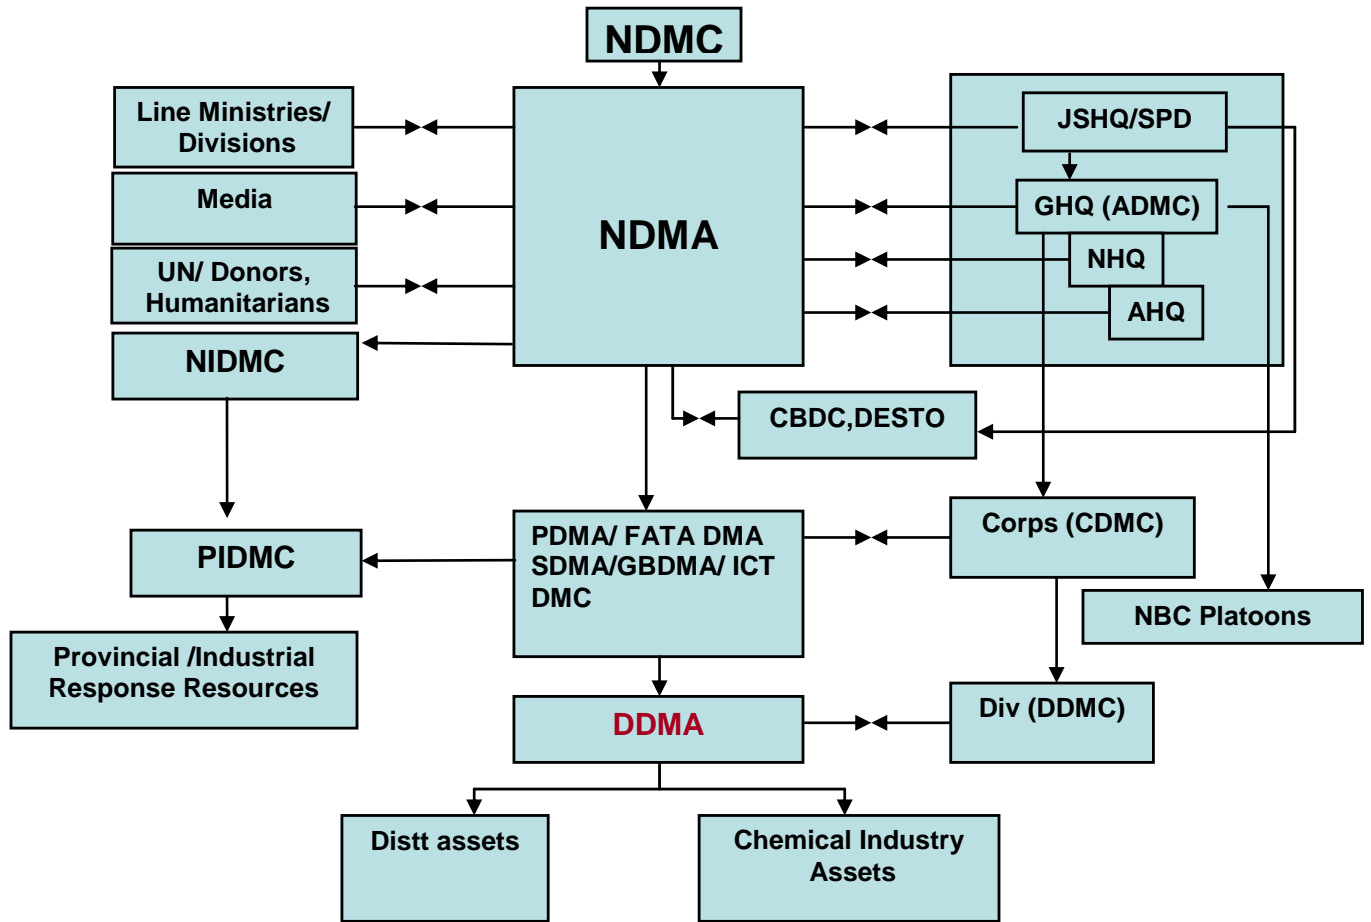 NDMC
Line Ministries/
Divisions
Media
UN/ Donors,
Humanitarians
NIDMC
NDMA
JSHQ/SPD
GHQ (ADMC)
NHQ
AHQ
CBDC,DESTO
PIDMC
Provincial /Industrial
Response Resources
PDMA/ FATA DMA
SDMA/GBDMA/ ICT
DMC
Corps (CDMC)
NBC Platoons
DDMA
Div (DDMC)
Distt assets
Chemical Industry
Assets